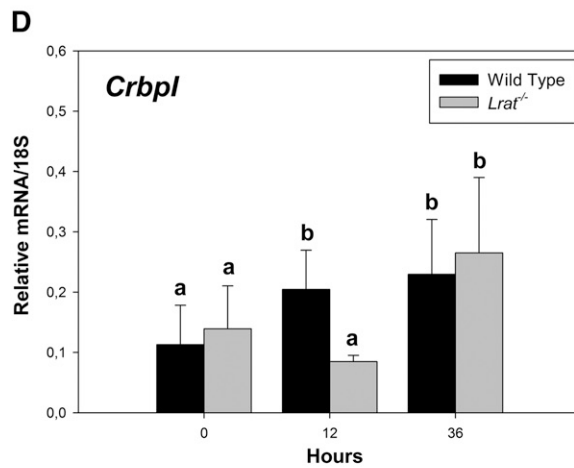 D
0,6
0,5
0,4
0,3
0,2
0,1
0,0
Relative mRNA/18S
CrbpI
Wild Type
Lrat-/-
a
a
b
a
b
b
0
12
36
Hours